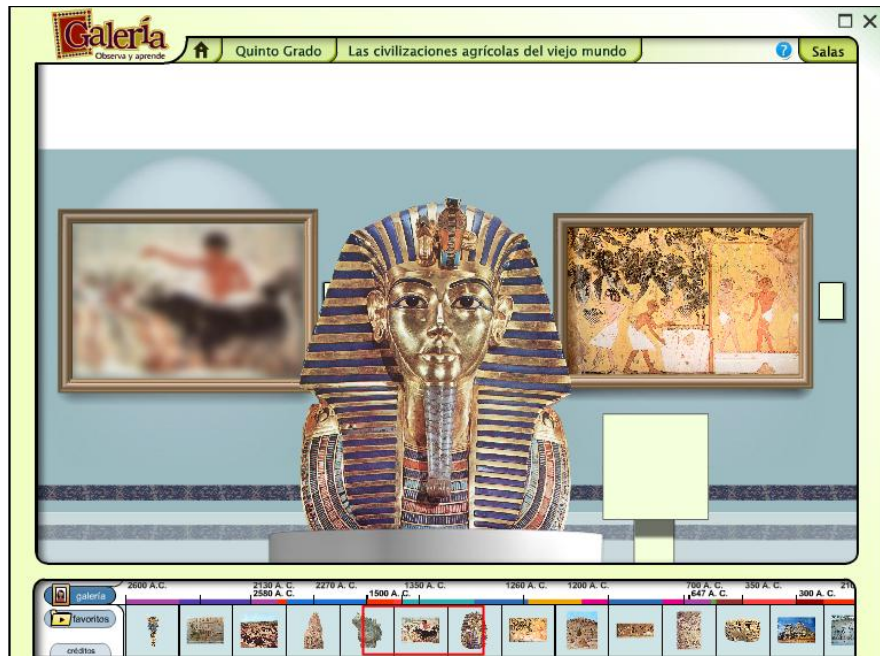 Galería
Observa y aprende
Quinto Grado
Las civilizaciones agrícolas del viejo mundo
?
Salas
galería
favoritos
créditos
2600 A.C.
2130 A. C.
2580 A. C.
2270 A. C.
1500 A. C.
1350 A. C.
1260 A. C.
1200 A. C.
700 A. C.
647 A. C.
350 A. C.
300 A. C.